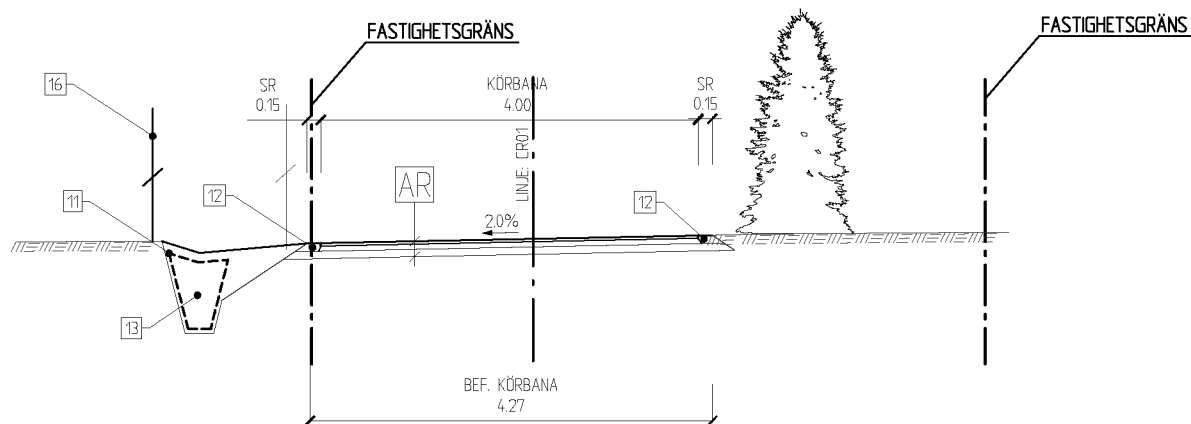 FASTIGHETSGRÄNS
FASTIGHETSGRÄNS
16
SR
0.15
KÖRBANA
4.00
SR
0.15
LINJE: CR01
AR
11
12
2.0%
12
13
BEF. KÖRBANA
4.27